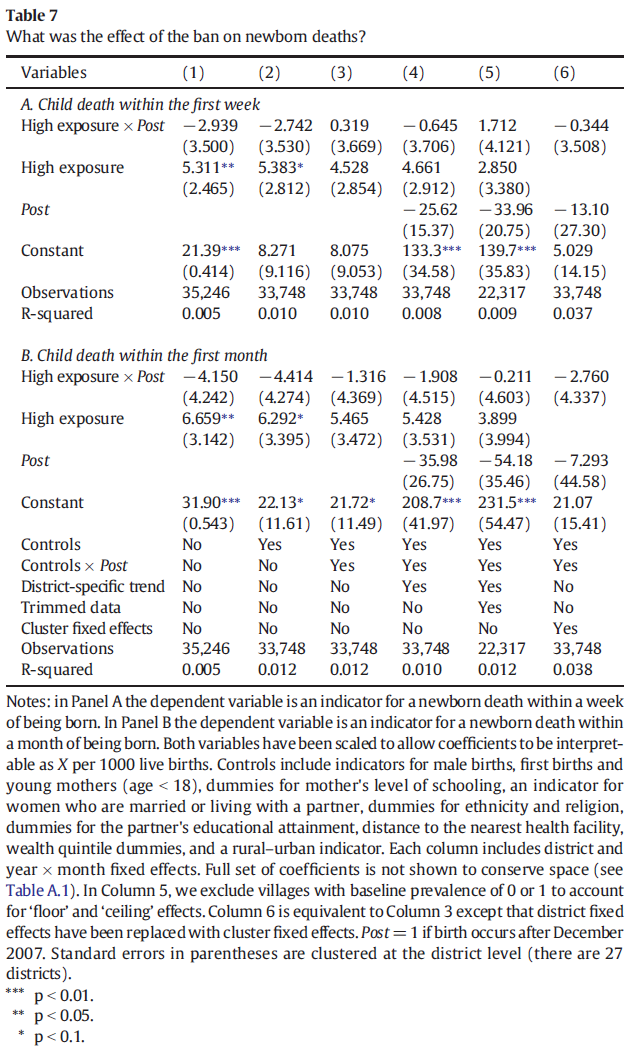 Table 7
What was the effect of the ban on newborn deaths?
Variables (1) (2) (3) (4) (5) (6)
A. Child death within the first week
High exposure × Post −2.939 −2.742 0.319 −0.645 1.712 −0.344
(3.500) (3.530) (3.669) (3.706) (4.121) (3.508)
High exposure 5.311** 5.383* 4.528 4.661 2.850
(2.465) (2.812) (2.854) (2.912) (3.380)
Post −25.62 −33.96 −13.10
(15.37) (20.75) (27.30)
Constant 21.39*** 8.271 8.075 133.3*** 139.7*** 5.029
(0.414) (9.116) (9.053) (34.58) (35.83) (14.15)
Observations 35,246 33,748 33,748 33,748 22,317 33,748
R-squared 0.005 0.010 0.010 0.008 0.009 0.037
B. Child death within the first month
High exposure × Post −4.150 −4.414 −1.316 −1.908 −0.211 −2.760
(4.242) (4.274) (4.369) (4.515) (4.603) (4.337)
High exposure 6.659** 6.292* 5.465 5.428 3.899
(3.142) (3.395) (3.472) (3.531) (3.994)
Post −35.98 −54.18 −7.293
(26.75) (35.46) (44.58)
Constant 31.90*** 22.13* 21.72* 208.7*** 231.5*** 21.07
(0.543) (11.61) (11.49) (41.97) (54.47) (15.41)
Controls No Yes Yes Yes Yes Yes
Controls × Post No No Yes Yes Yes Yes
District-specific trend No No No Yes Yes No
Trimmed data No No No No Yes No
Cluster fixed effects No No No No No Yes
Observations 35,246 33,748 33,748 33,748 22,317 33,748
R-squared 0.005 0.012 0.012 0.010 0.012 0.038
Notes: in Panel A the dependent variable is an indicator for a newborn death within a week
of being born. In Panel B the dependent variable is an indicator for a newborn death within
a month of being born. Both variables have been scaled to allow coefficients to be interpret-
able as X per 1000 live births. Controls include indicators for male births, first births and
young mothers (age < 18), dummies for mother's level of schooling, an indicator for
women who are married or living with a partner, dummies for ethnicity and religion,
dummies for the partner's educational attainment, distance to the nearest health facility,
wealth quintile dummies, and a rural–urban indicator. Each column includes district and
year × month fixed effects. Full set of coefficients is not shown to conserve space (see
Table A.1). In Column 5, we exclude villages with baseline prevalence of 0 or 1 to account
for ‘floor’ and ‘ceiling’ effects. Column 6 is equivalent to Column 3 except that district fixed
effects have been replaced with cluster fixed effects. Post = 1 if birth occurs after December
2007. Standard errors in parentheses are clustered at the district level (there are 27
districts).
*** p < 0.01.
** p < 0.05.
* p < 0.1.